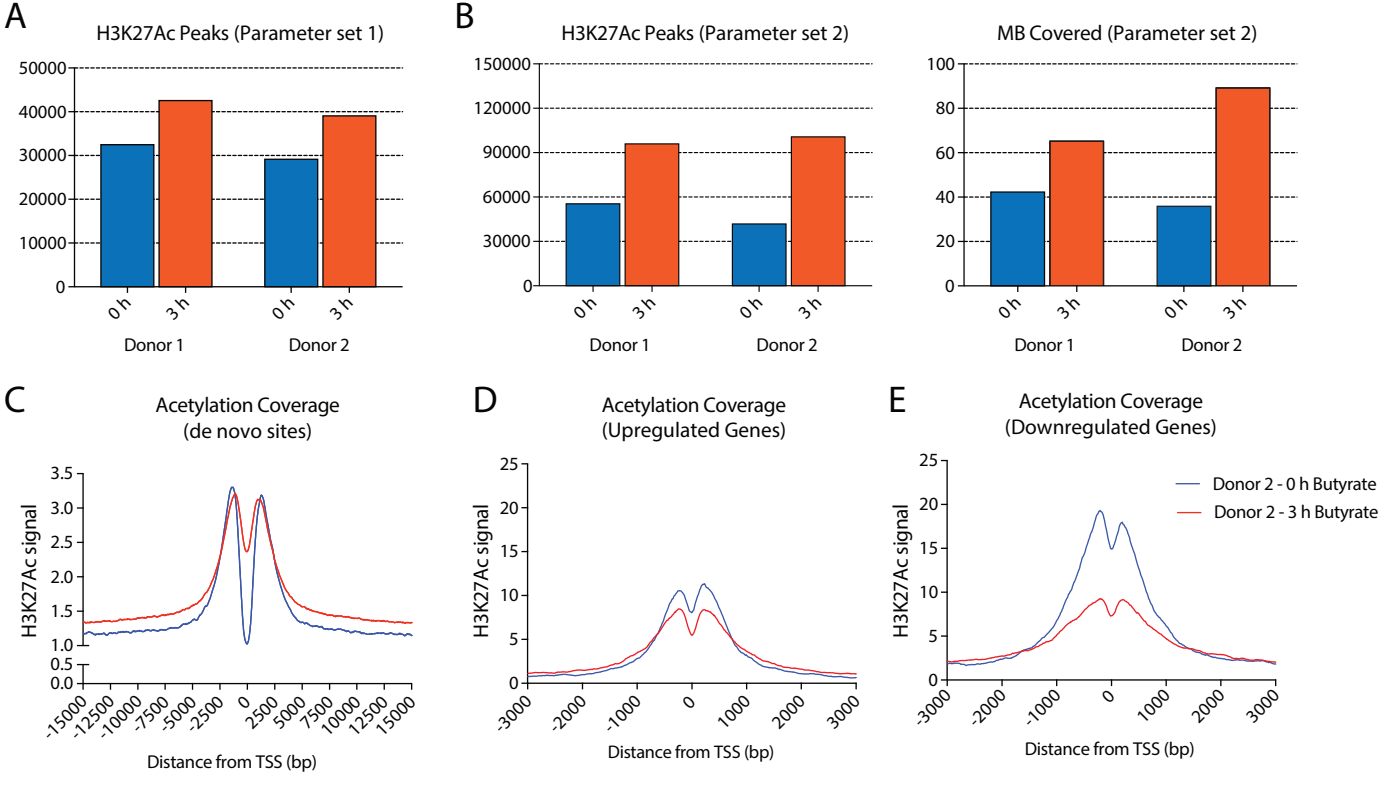 A
H3K27Ac Peaks (Parameter set 1)
50000
40000
30000
20000
10000
0
0 h
3 h
0 h
3 h
Donor 1
Donor 2
B
H3K27Ac Peaks (Parameter set 2)
150000
120000
90000
60000
30000
0
0 h
3 h
0 h
3 h
Donor 1
Donor 2
MB Covered (Parameter set 2)
100
80
60
40
20
0
0 h
3 h
0 h
3 h
Donor 1
Donor 2
C
Acetylation Coverage
(de novo sites)
H3K27Ac signal
3.5
3.0
2.5
2.0
1.5
1.0
0.5
0.0
-15000
-12500
-10000
-7500
-5000
-2500
0
2500
5000
7500
10000
12500
15000
Distance from TSS (bp)
D
Acetylation Coverage
(Upregulated Genes)
H3K27Ac signal
25
20
15
10
5
0
-3000
-2000
-1000
0
1000
2000
3000
Distance from TSS (bp)
E
Acetylation Coverage
(Downregulated Genes)
H3K27Ac signal
25
20
15
10
5
0
-3000
-2000
-1000
0
1000
2000
3000
Distance from TSS (bp)
Donor 2 - 0 h Butyrate
Donor 2 - 3 h Butyrate